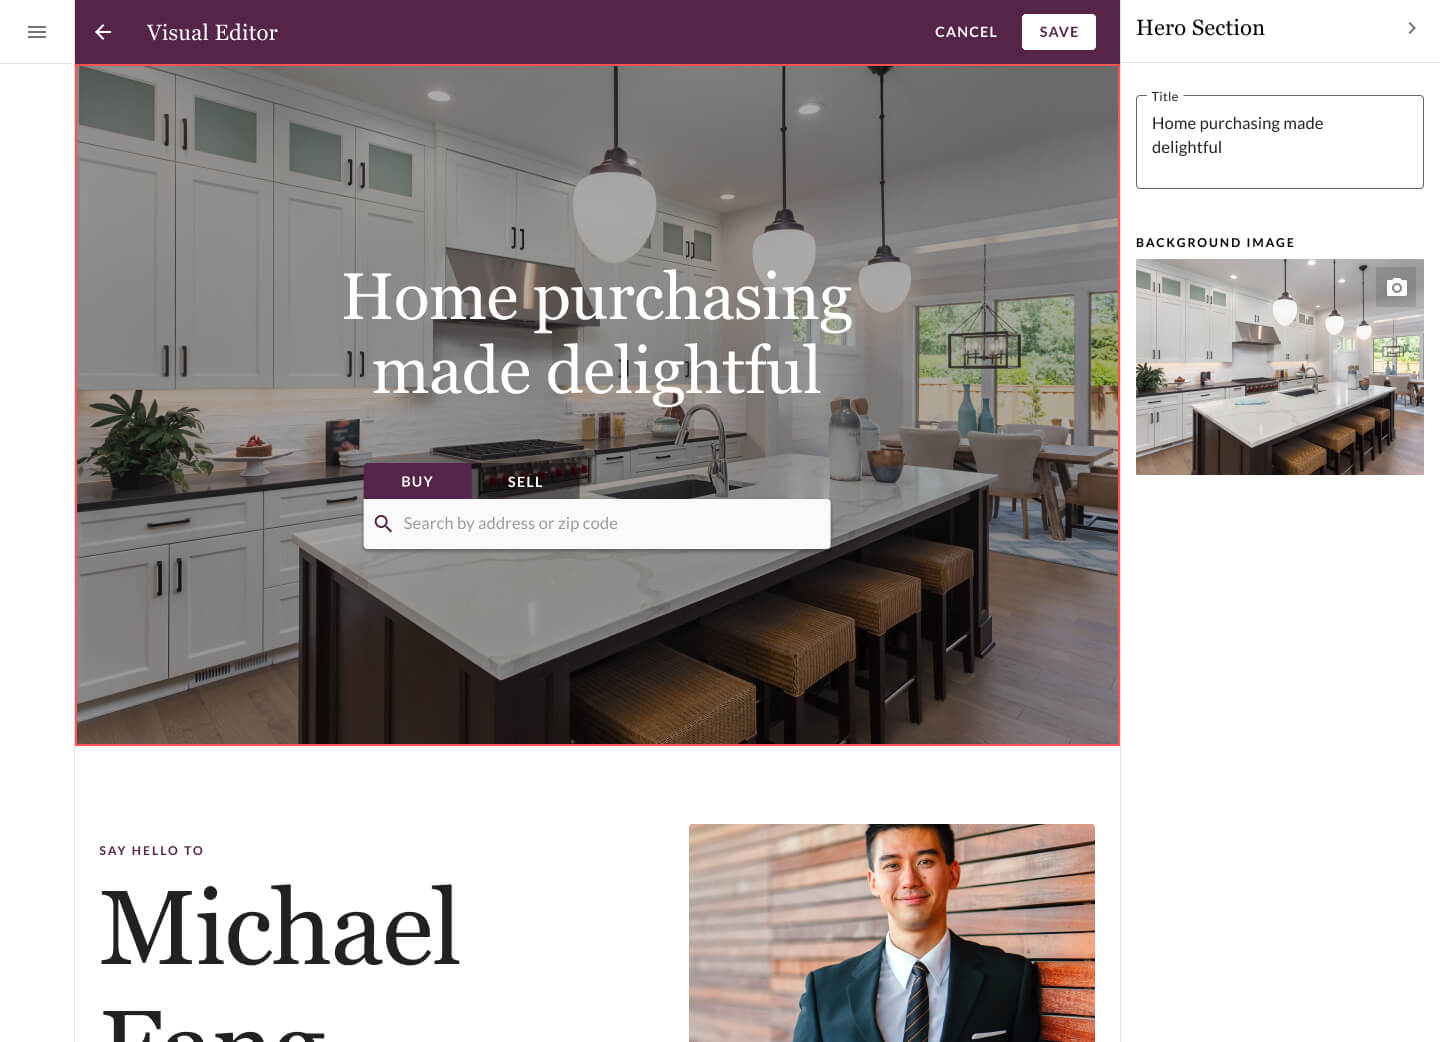 Visual Editor
CANCEL
SAVE
Hero Section
Title
Home purchasing made
delightful
BACKGROUND IMAGE
Home purchasing
made delightful
BUY
SELL
Search by address or zip code
SAY HELLO TO
Michael
Fang